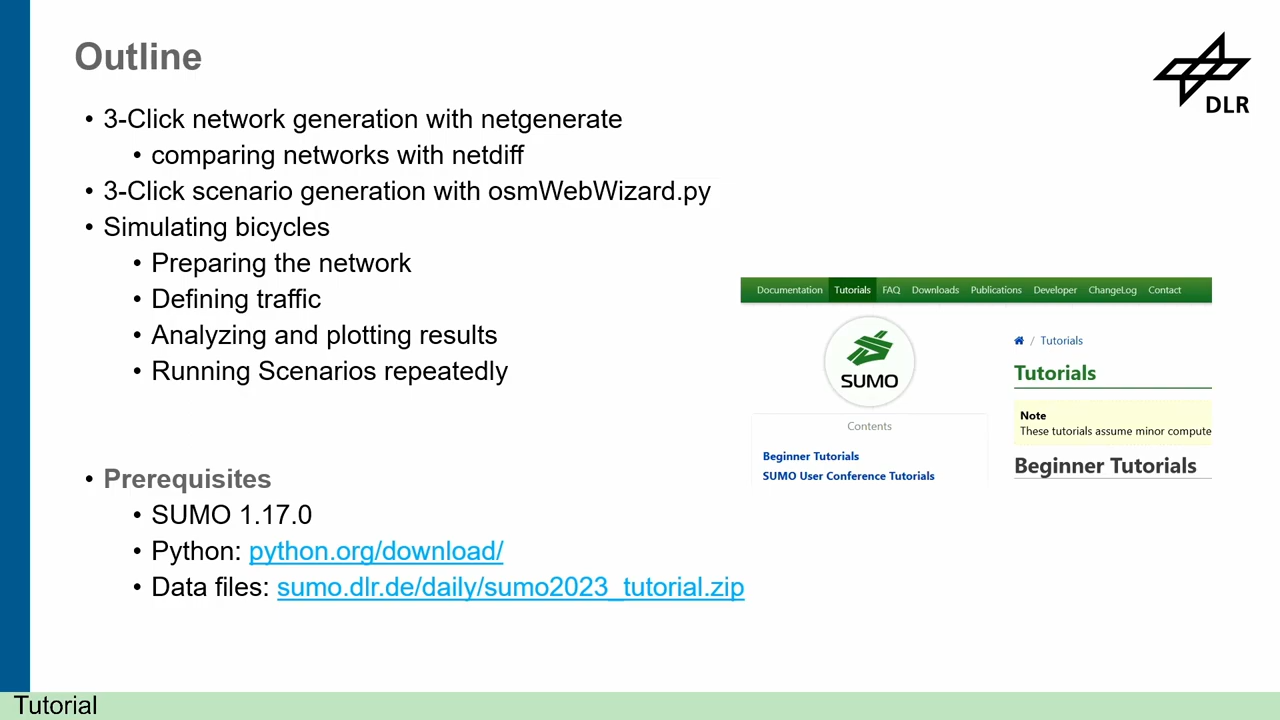 Outline
DLR
• 3-Click network generation with netgenerate
• comparing networks with netdiff
• 3-Click scenario generation with osmWebWizard.py
• Simulating bicycles
• Preparing the network
• Defining traffic
• Analyzing and plotting results
• Running Scenarios repeatedly
Documentation Tutorials FAQ Downloads Publications Developer ChangeLog Contact
SUMO
Contents
Beginner Tutorials
SUMO User Conference Tutorials
/ Tutorials
Tutorials
Note
These tutorials assume minor compute
Beginner Tutorials
• Prerequisites
• SUMO 1.17.0
• Python: python.org/download/
• Data files: sumo.dlr.de/daily/sumo2023_tutorial.zip
Tutorial